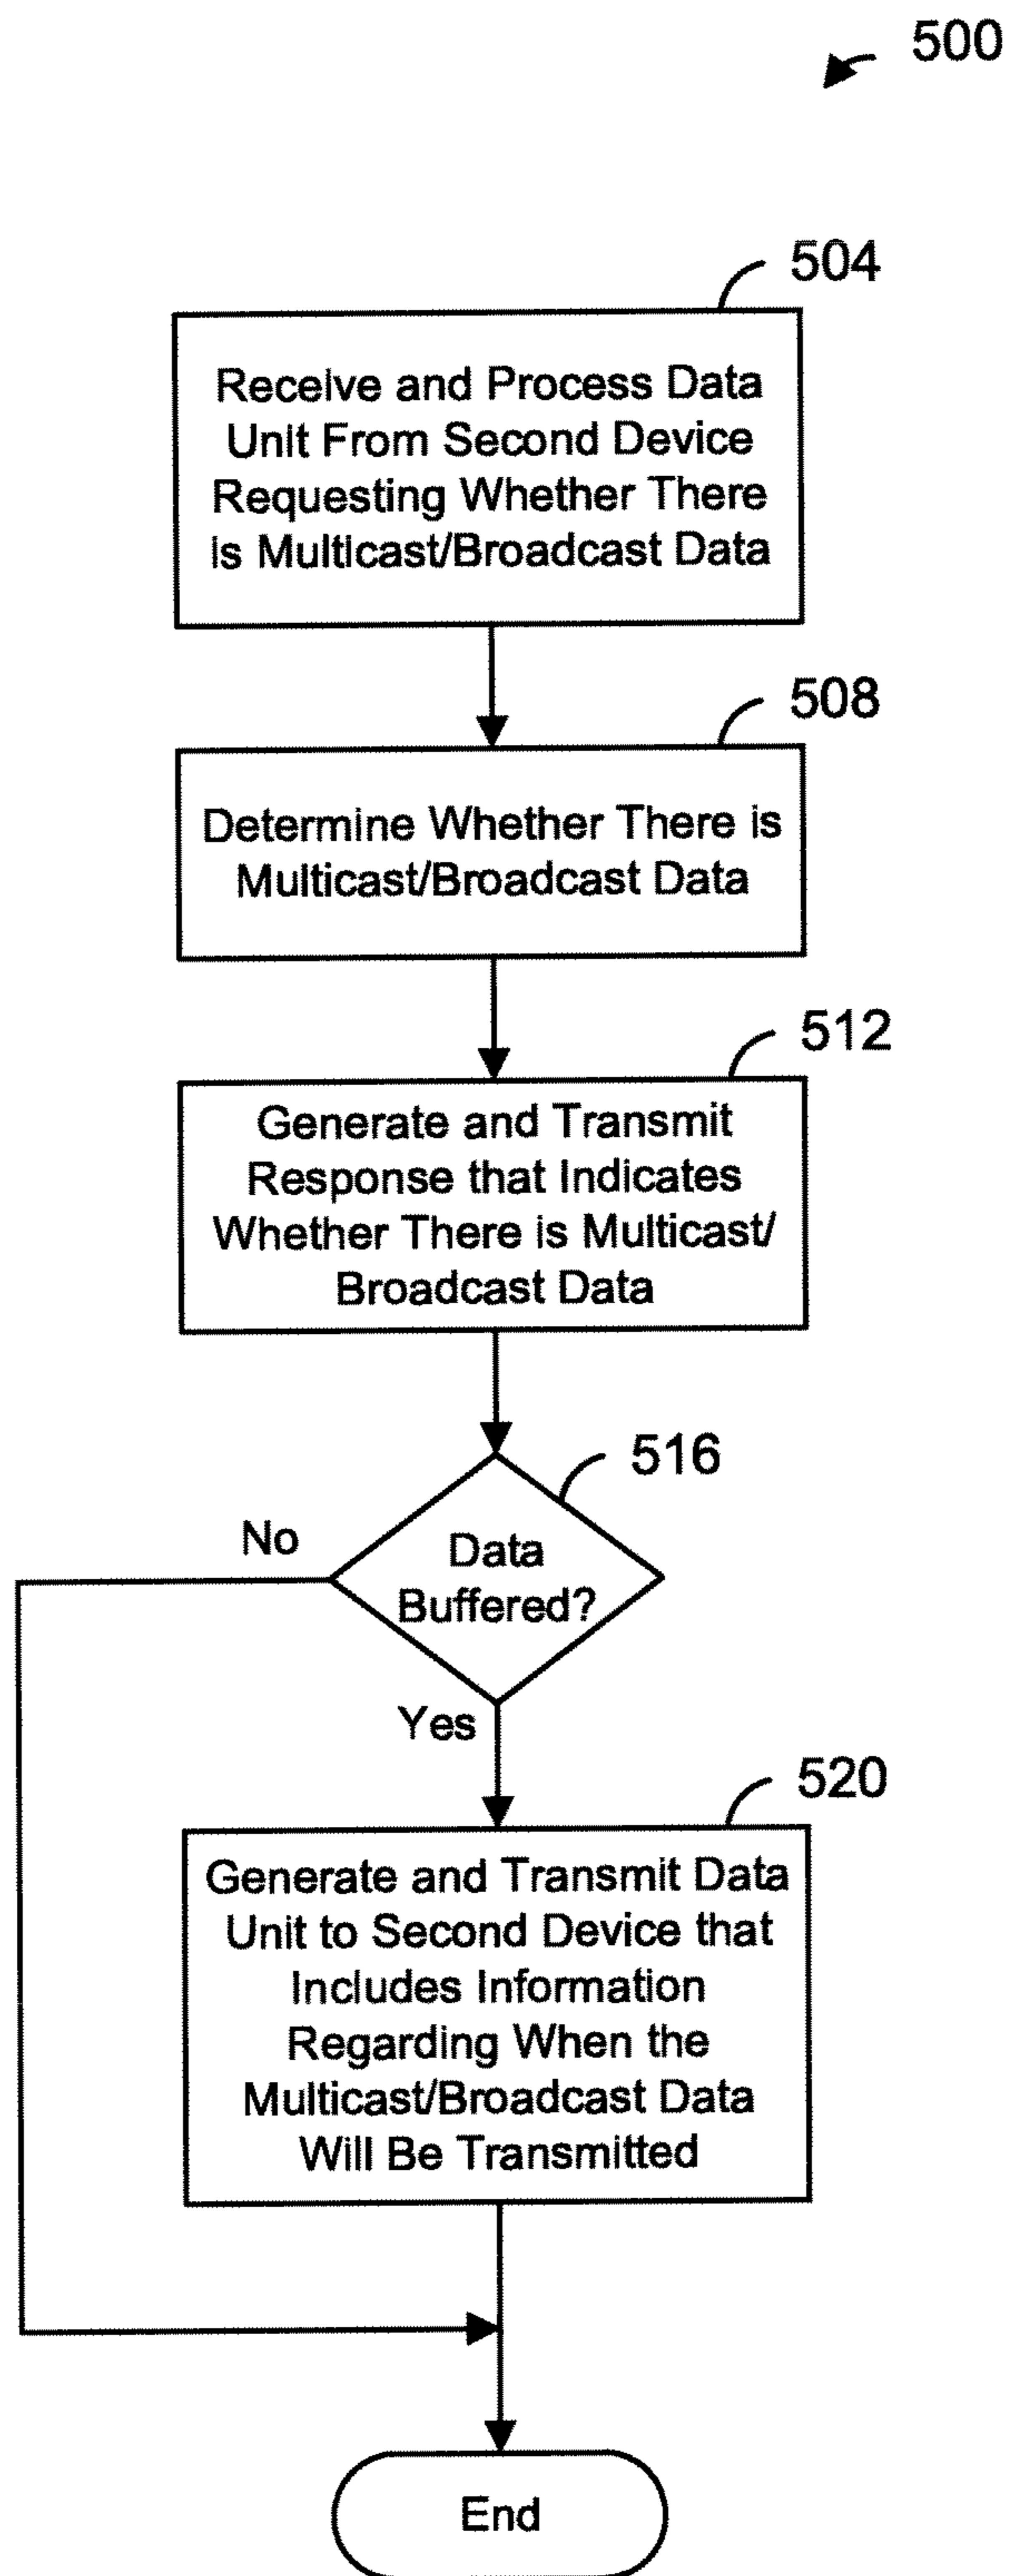 500
504
Receive and Process Data
Unit From Second Device
Requesting Whether There
is Multicast/Broadcast Data
508
Determine Whether There is
Multicast/Broadcast Data
512
Generate and Transmit
Response that Indicates
Whether There is Multicast/
Broadcast Data
516
Data
Buffered?
No
Yes
520
Generate and Transmit Data
Unit to Second Device that
Includes Information
Regarding When the
Multicast/Broadcast Data
Will Be Transmitted
End